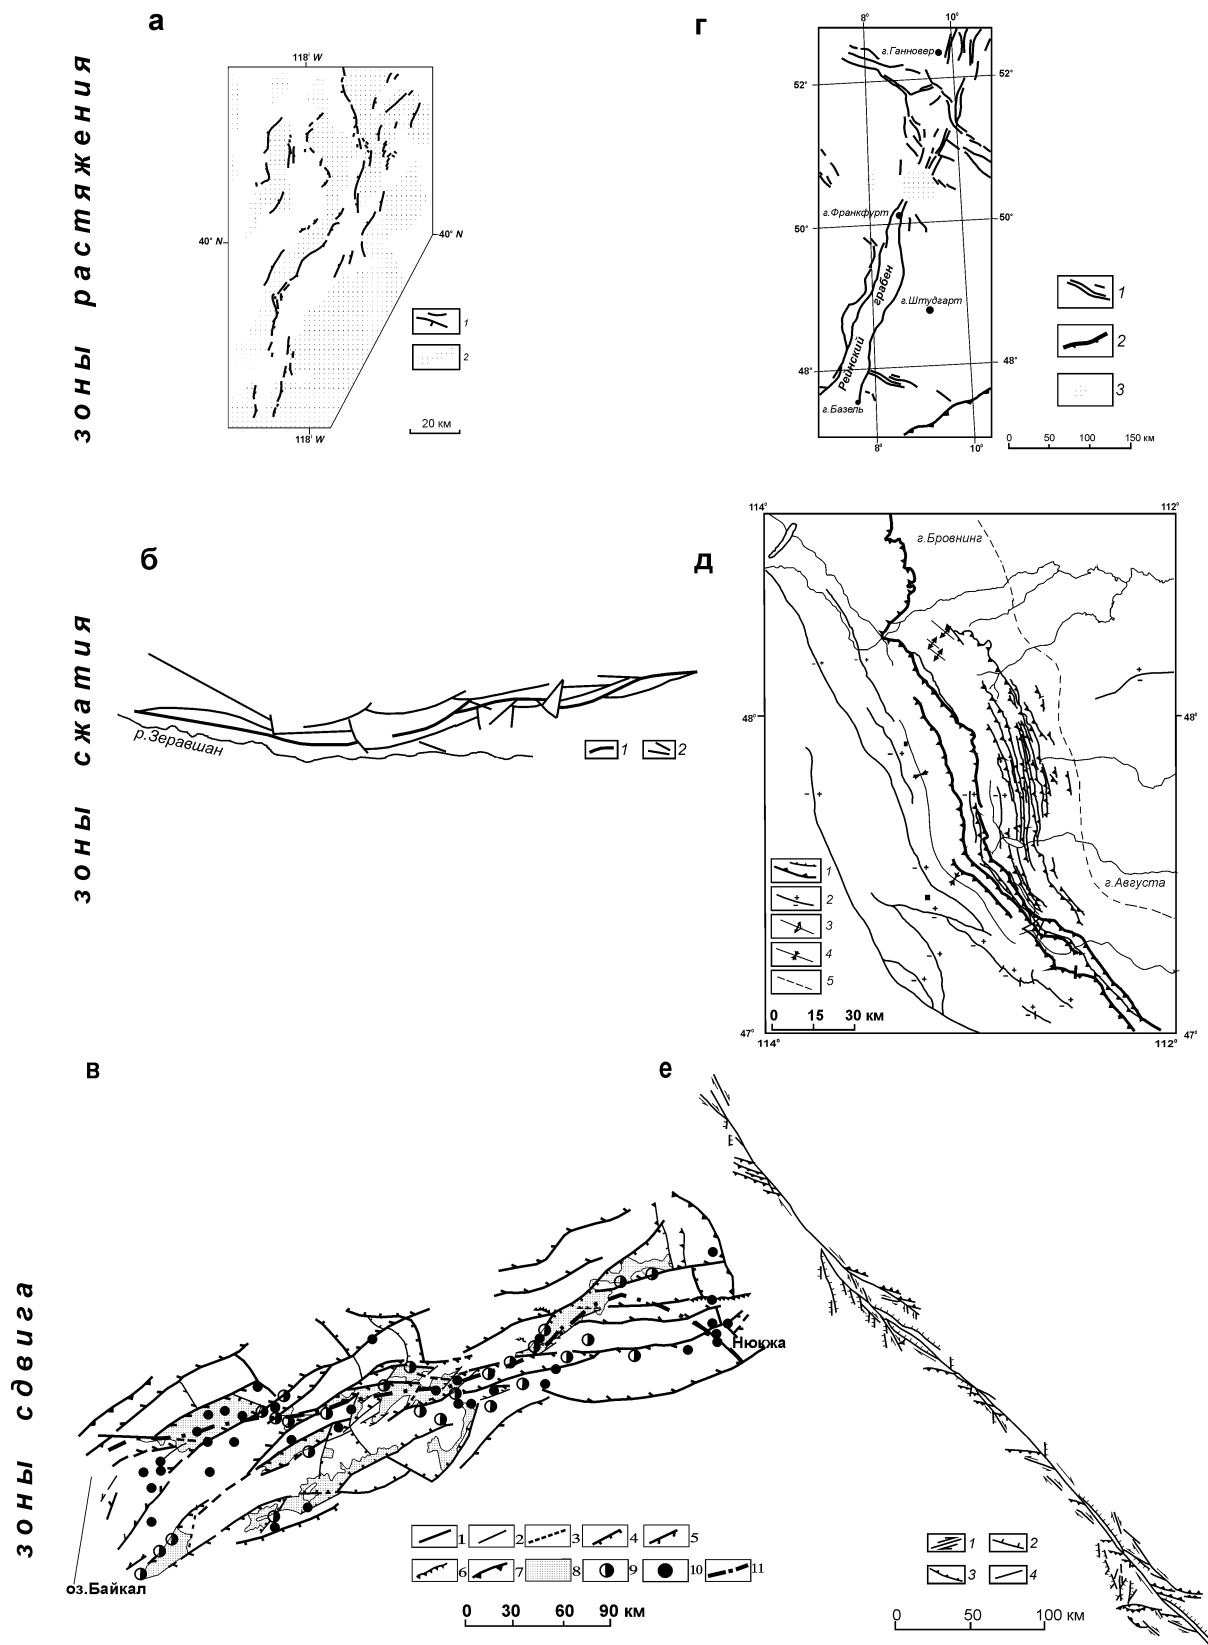 зоны растяжения
а
118° W
40° N
40° N
118° W
1
2
20 км
г
8° 10°
г.Ганновер
52° 52°
г.Франкфурт
50° 50°
грабен
г.Штудгарт
Рейнский
48° 48°
г.Базель
8° 10°
1
2
3
0 50 100 150 км
зоны сжатия
б
р.Зеравшан
1 2
д
114° 112°
г.Бровнинг
48° 48°
г.Августа
1
2
3
4
5
0 15 30 км
47° 47°
114° 112°
зоны сдвига
в
Нюкжа
оз.Байкал
1 2 3 4 5
6 7 8 9 10 11
0 30 60 90 км
е
1 2
3 4
0 50 100 км